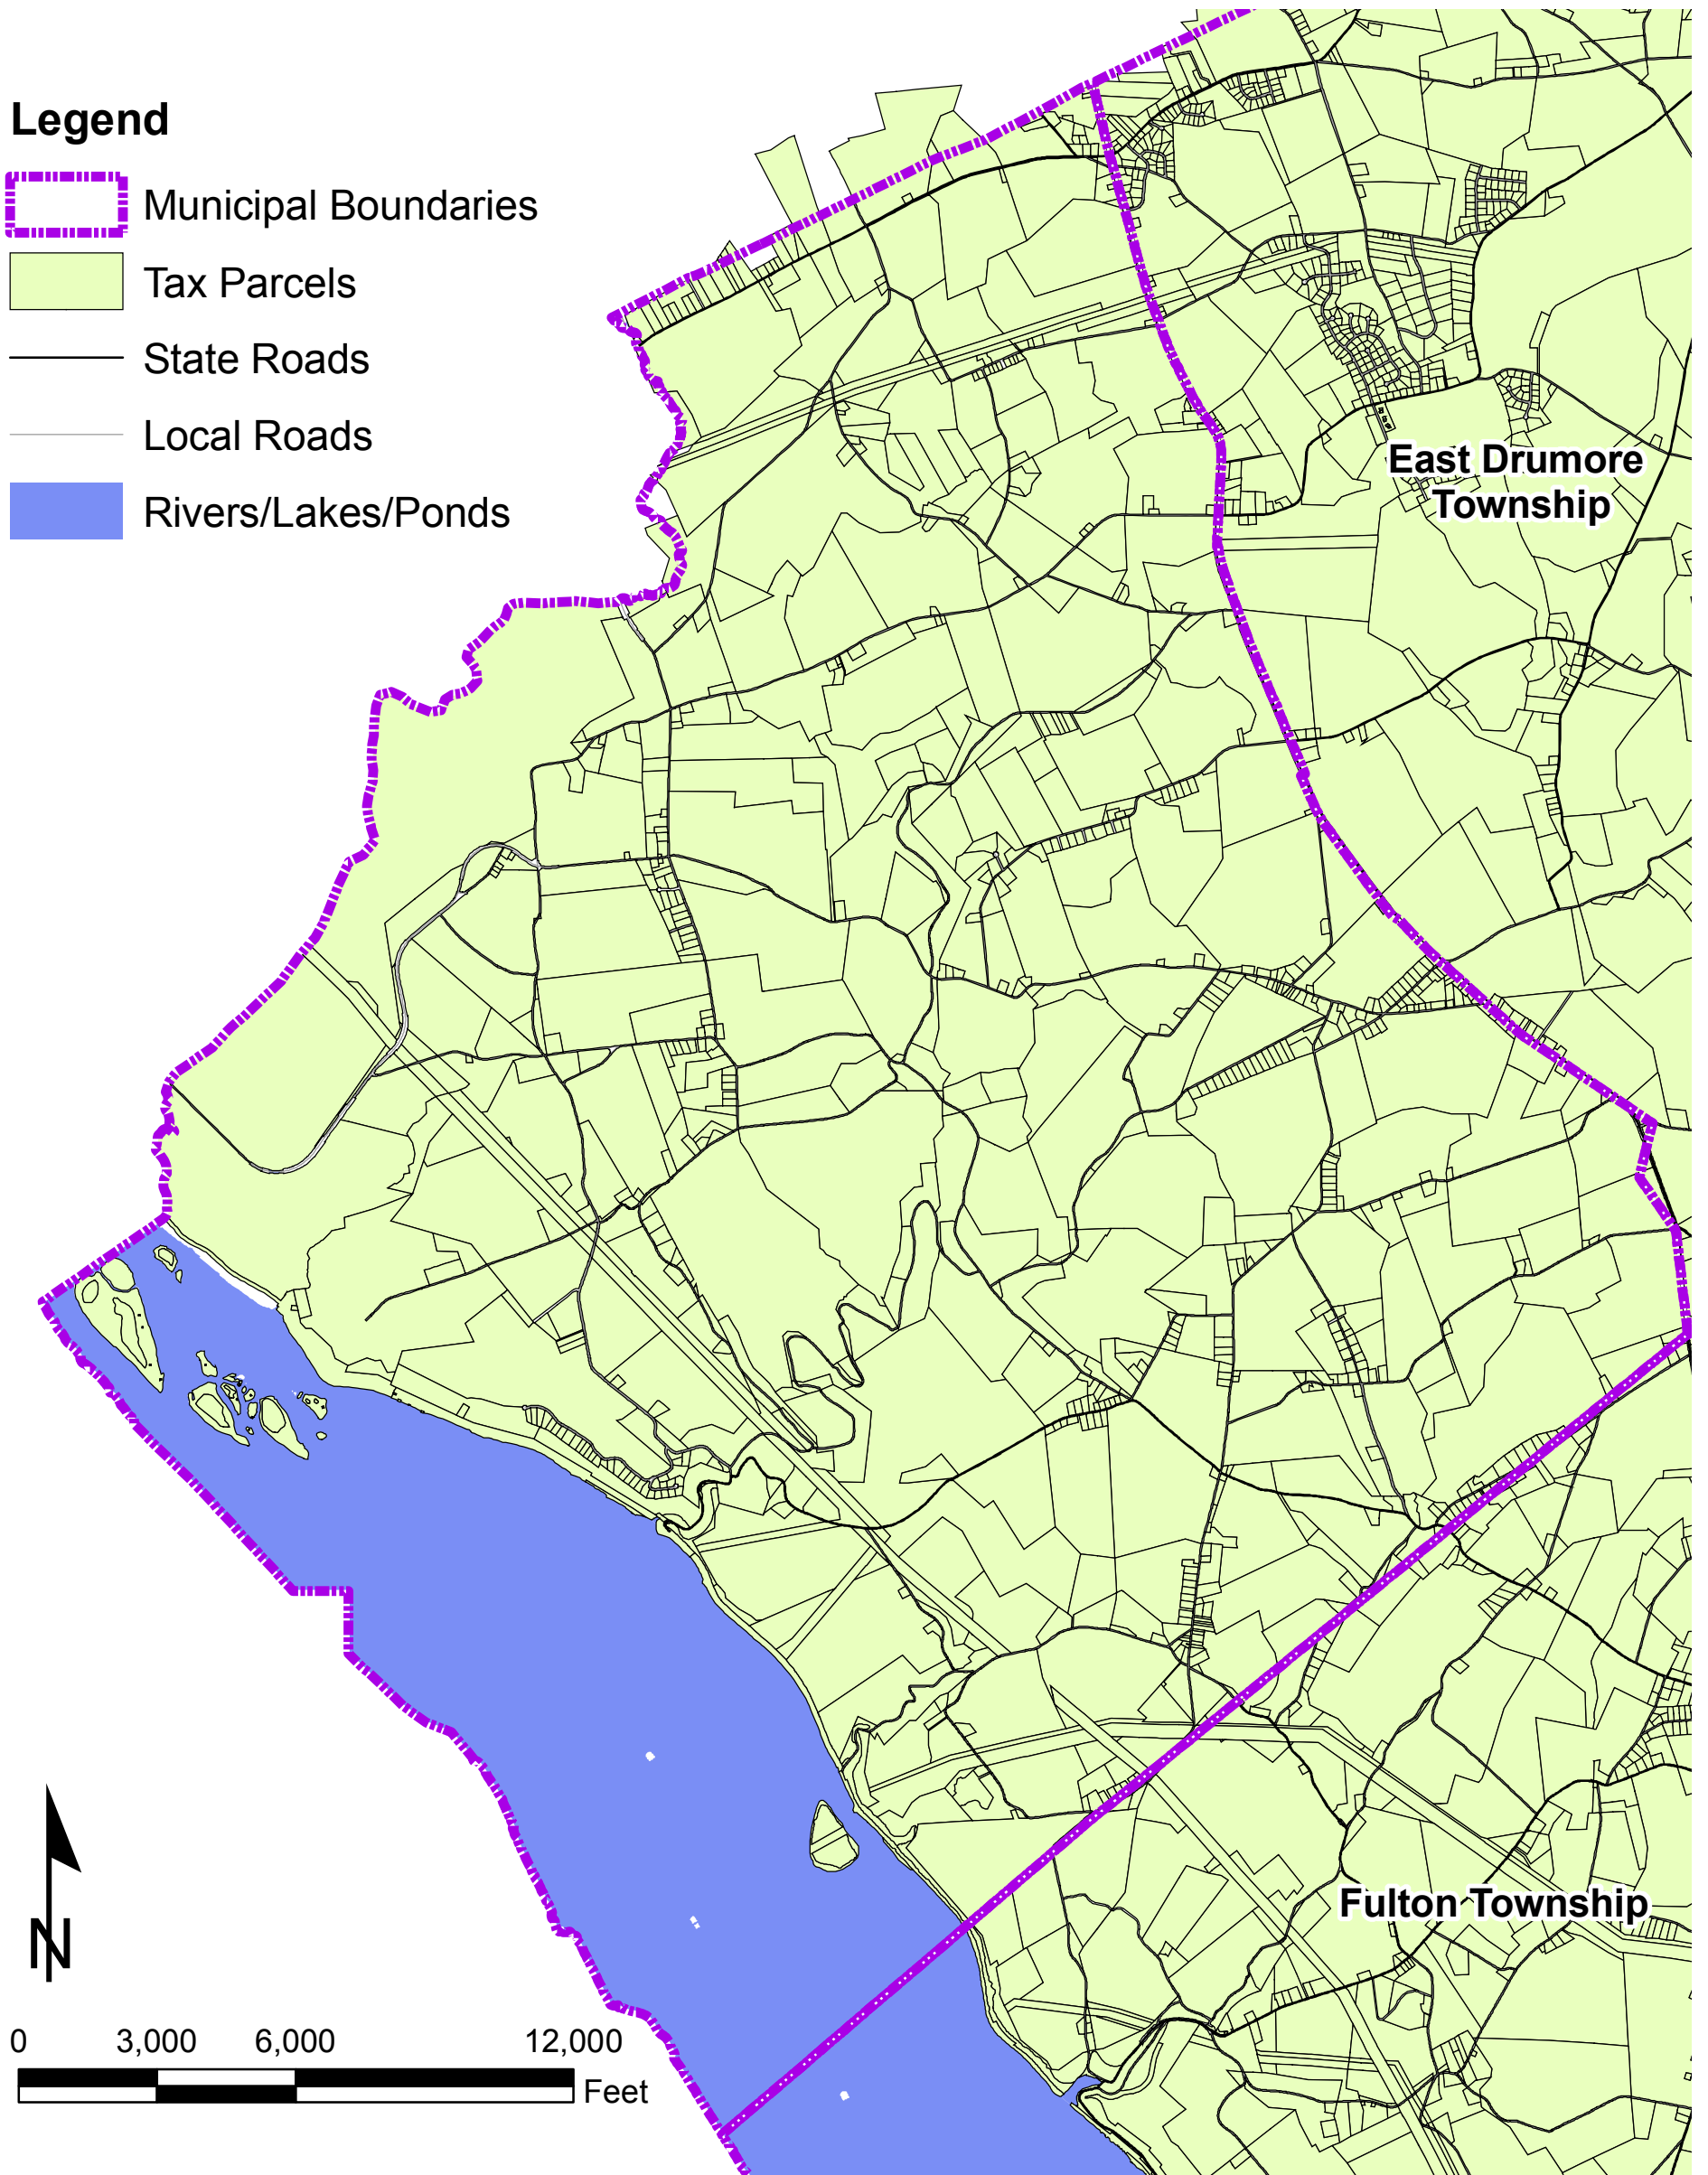 Legend
Municipal Boundaries
Tax Parcels
State Roads
Local Roads
Rivers/Lakes/Ponds
East Drumore
Township
Fulton Township
N
0 3,000 6,000 12,000
Feet